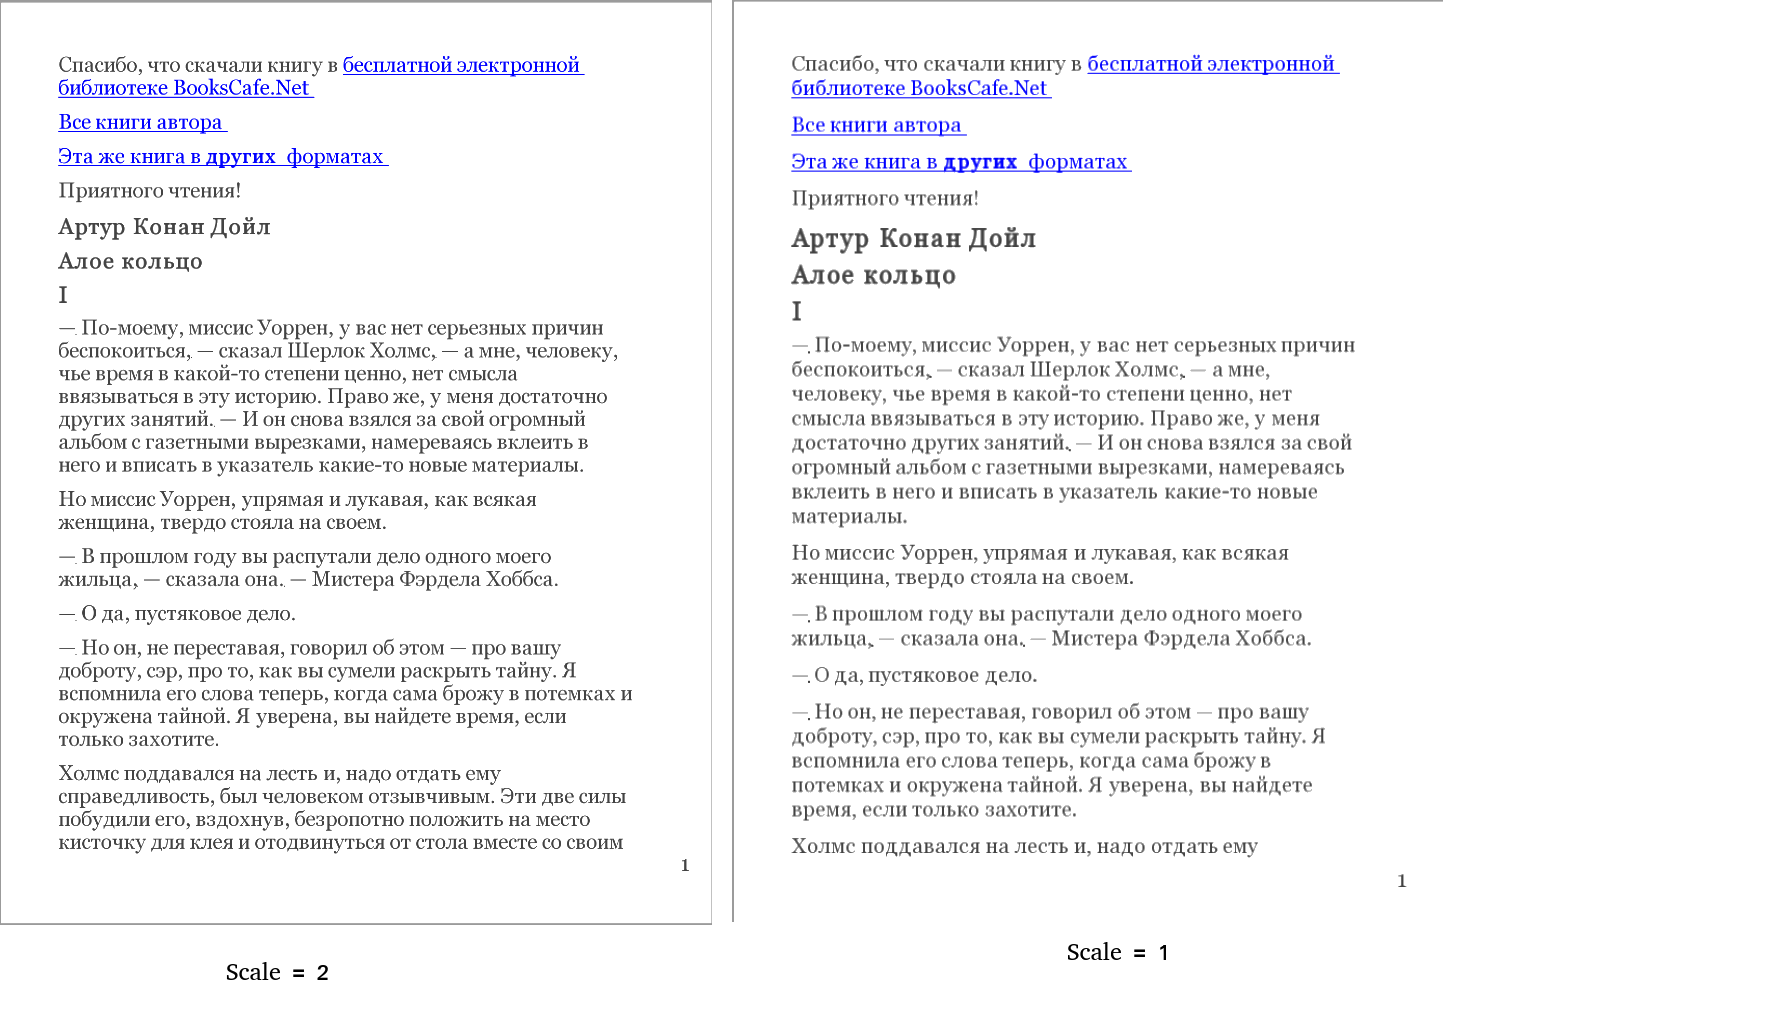 Спасибо, что скачали книгу в бесплатной электронной
библиотеке BooksCafe.Net
Все книги автора
Эта же книга в других форматах
Приятного чтения!
Артур Конан Дойл
Алое кольцо
I
— По-моему, миссис Уоррен, у вас нет серьезных причин
беспокоиться, — сказал Шерлок Холмс, — а мне, человеку,
чье время в какой-то степени ценно, нет смысла
ввязываться в эту историю. Право же, у меня достаточно
других занятий. — И он снова взялся за свой огромный
альбом с газетными вырезками, намереваясь вклеить в
него и вписать в указатель какие-то новые материалы.
Но миссис Уоррен, упрямая и лукавая, как всякая
женщина, твердо стояла на своем.
— В прошлом году вы распутали дело одного моего
жильца, — сказала она. — Мистера Фэрдела Хоббса.
— О да, пустяковое дело.
— Но он, не переставая, говорил об этом — про вашу
доброту, сэр, про то, как вы сумели раскрыть тайну. Я
вспомнила его слова теперь, когда сама брожу в потемках и
окружена тайной. Я уверена, вы найдете время, если
только захотите.
Холмс поддавался на лесть и, надо отдать ему
справедливость, был человеком отзывчивым. Эти две силы
побудили его, вздохнув, безропотно положить на место
кисточку для клея и отодвинуться от стола вместе со своим
1
Scale = 2
Спасибо, что скачали книгу в бесплатной электронной
библиотеке BooksCafe.Net
Все книги автора
Эта же книга в других форматах
Приятного чтения!
Артур Конан Дойл
Алое кольцо
I
— По-моему, миссис Уоррен, у вас нет серьезных причин
беспокоиться, — сказал Шерлок Холмс, — а мне,
человеку, чье время в какой-то степени ценно, нет
смысла ввязываться в эту историю. Право же, у меня
достаточно других занятий. — И он снова взялся за свой
огромный альбом с газетными вырезками, намереваясь
вклеить в него и вписать в указатель какие-то новые
материалы.
Но миссис Уоррен, упрямая и лукавая, как всякая
женщина, твердо стояла на своем.
— В прошлом году вы распутали дело одного моего
жильца, — сказала она. — Мистера Фэрдела Хоббса.
— О да, пустяковое дело.
— Но он, не переставая, говорил об этом — про вашу
доброту, сэр, про то, как вы сумели раскрыть тайну. Я
вспомнила его слова теперь, когда сама брожу в
потемках и окружена тайной. Я уверена, вы найдете
время, если только захотите.
Холмс поддавался на лесть и, надо отдать ему
1
Scale = 1